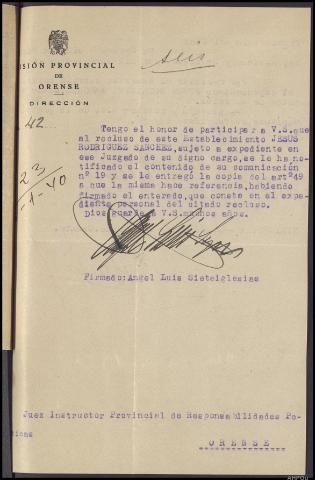 Seis
ISIÓN PROVINCIAL
DE
ORENSE
DIRECCIÓN
42
23
-1-40
Tengo el honor de participar a V.S.que
al recluso de este Establecimiento JESUS
RODRIGUEZ SANCHEZ,sujeto a expediente en
ese Juzgado de su digno cargo,se le ha no-
tificado el contenido de su comunicación
nº 19 y se le entregó la copia del artº49
a que la misma hace referencia,habiendo
firmado el enterado,que consta en el expe-
diente personal del citado recluso.
Dios guarde a V.S.muchos años.
Firmado:Angel Luis Sieteiglesias
Juez Instructor Provincial de Responsabilidades Po-
ticas
ORENSE